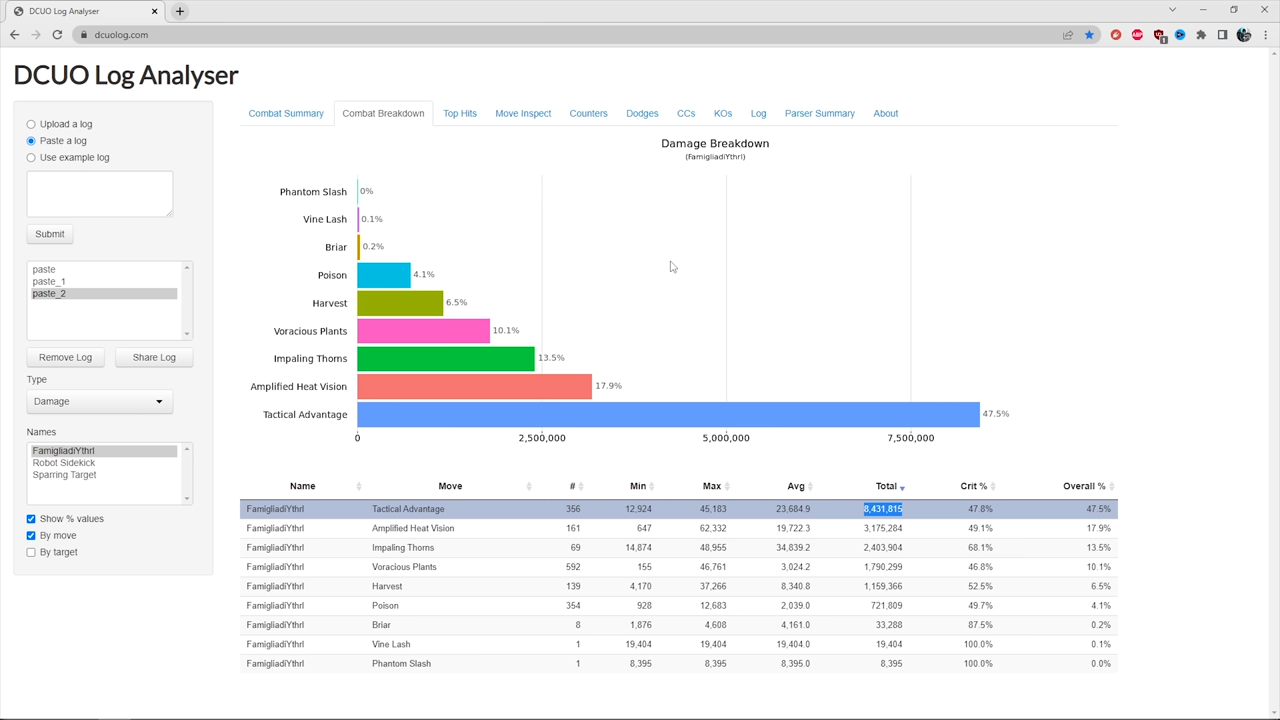 DCUO Log Analyser
dcuolog.com
DCUO Log Analyser
Upload a log
Paste a log
Use example log
Submit
paste
paste_1
paste_2
Remove Log Share Log
Type
Damage
Names
FamigliadiYthrl
Robot Sidekick
Sparring Target
Show % values
By move
By target
Combat Summary Combat Breakdown Top Hits Move Inspect Counters Dodges CCs KOs Log Parser Summary About
Damage Breakdown
(FamigliadiYthrl)
Phantom Slash 0%
Vine Lash 0.1%
Briar 0.2%
Poison 4.1%
Harvest 6.5%
Voracious Plants 10.1%
Impaling Thorns 13.5%
Amplified Heat Vision 17.9%
Tactical Advantage 47.5%
0 2,500,000 5,000,000 7,500,000
Name Move # Min Max Avg Total Crit % Overall %
FamigliadiYthrl Tactical Advantage 356 12,924 45,183 23,684.9 8,431,815 47.8% 47.5%
FamigliadiYthrl Amplified Heat Vision 161 647 62,332 19,722.3 3,175,284 49.1% 17.9%
FamigliadiYthrl Impaling Thorns 69 14,874 48,955 34,839.2 2,403,904 68.1% 13.5%
FamigliadiYthrl Voracious Plants 592 155 46,761 3,024.2 1,790,299 46.8% 10.1%
FamigliadiYthrl Harvest 139 4,170 37,266 8,340.8 1,159,366 52.5% 6.5%
FamigliadiYthrl Poison 354 928 12,683 2,039.0 721,809 49.7% 4.1%
FamigliadiYthrl Briar 8 1,876 4,608 4,161.0 33,288 87.5% 0.2%
FamigliadiYthrl Vine Lash 1 19,404 19,404 19,404.0 19,404 100.0% 0.1%
FamigliadiYthrl Phantom Slash 1 8,395 8,395 8,395.0 8,395 100.0% 0.0%